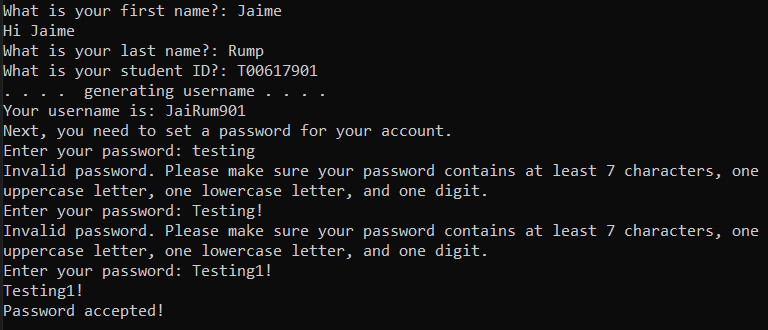 What is your first name?: Jaime
Hi Jaime
What is your last name?: Rump
What is your student ID?: T00617901
. . . .  generating username . . . .
Your username is: JaiRum901
Next, you need to set a password for your account.
Enter your password: testing
Invalid password. Please make sure your password contains at least 7 characters, one
uppercase letter, one lowercase letter, and one digit.
Enter your password: Testing!
Invalid password. Please make sure your password contains at least 7 characters, one
uppercase letter, one lowercase letter, and one digit.
Enter your password: Testing1!
Testing1!
Password accepted!